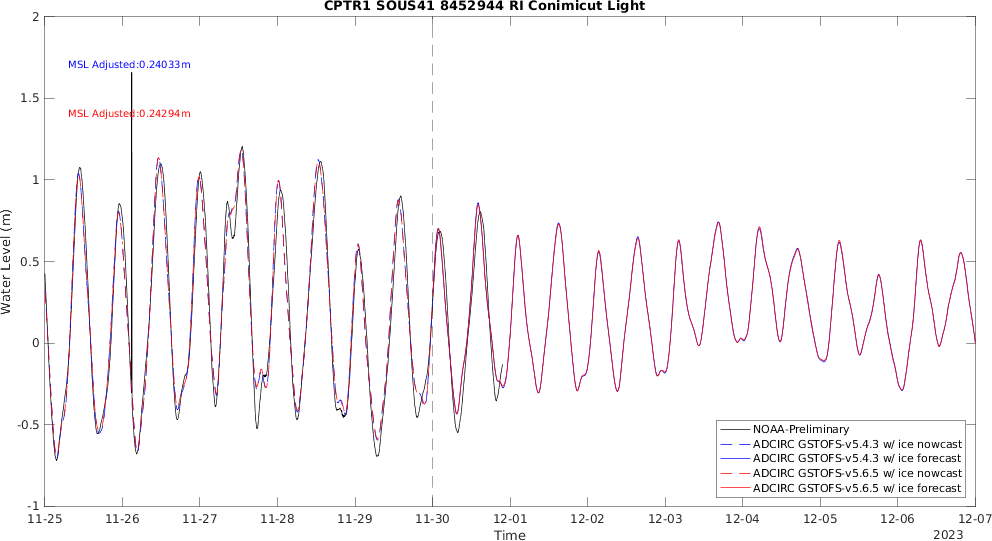 CPTR1 SOUS41 8452944 RI Conimicut Light
2
1.5
1
0.5
0
-0.5
-1
Water Level (m)
MSL Adjusted:0.24033m
MSL Adjusted:0.24294m
NOAA-Preliminary
ADCIRC GSTOFS-v5.4.3 w/ ice nowcast
ADCIRC GSTOFS-v5.4.3 w/ ice forecast
ADCIRC GSTOFS-v5.6.5 w/ ice nowcast
ADCIRC GSTOFS-v5.6.5 w/ ice forecast
11-25 11-26 11-27 11-28 11-29 11-30 12-01 12-02 12-03 12-04 12-05 12-06 12-07
Time
2023